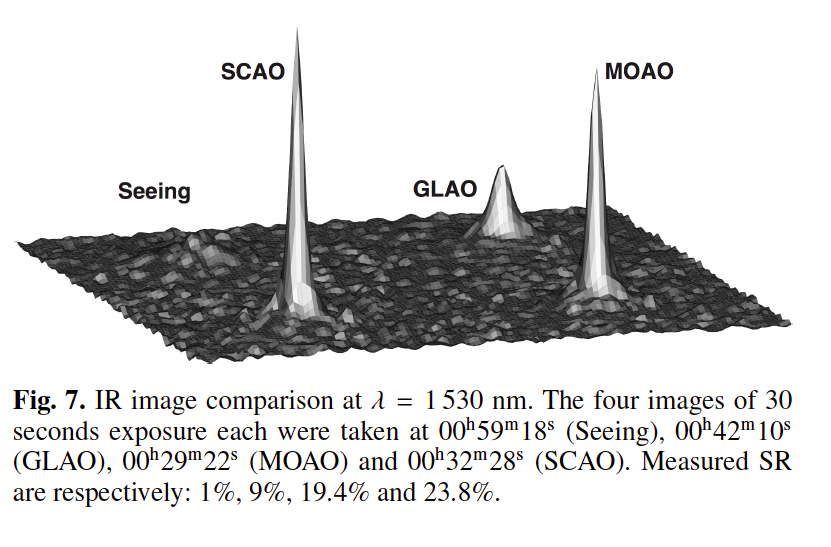 SCAO
MOAO
Seeing
GLAO
Fig. 7. IR image comparison at λ = 1 530 nm. The four images of 30
seconds exposure each were taken at 00ʰ59ᵐ18ˢ (Seeing), 00ʰ42ᵐ10ˢ
(GLAO), 00ʰ29ᵐ22ˢ (MOAO) and 00ʰ32ᵐ28ˢ (SCAO). Measured SR
are respectively: 1%, 9%, 19.4% and 23.8%.